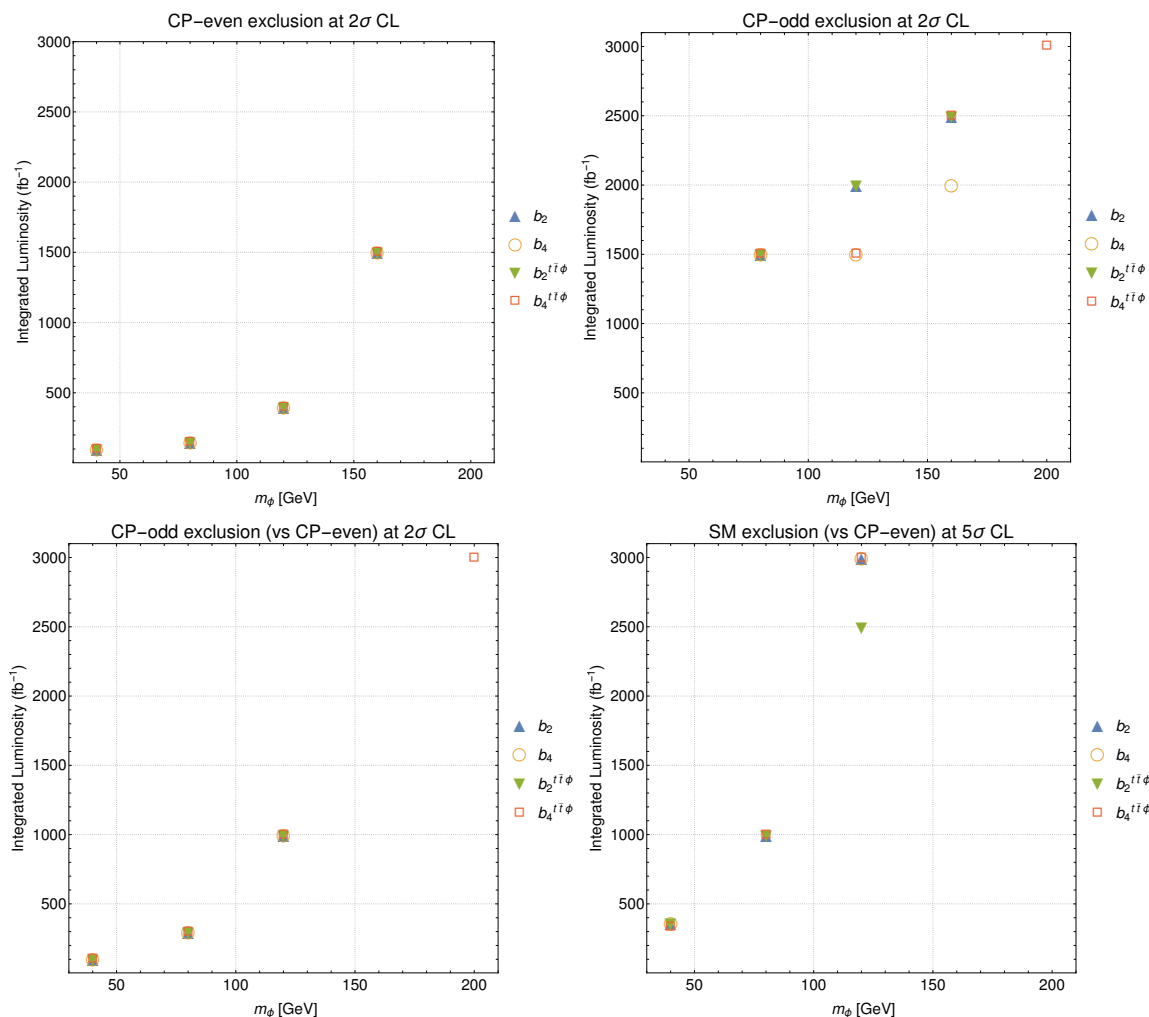 CP-even exclusion at 2σ CL
Integrated Luminosity (fb⁻¹)
3000
2500
2000
1500
1000
500
50
100
150
200
mϕ [GeV]
b₂
b₄
b₂^{tt̄ϕ}
b₄^{tt̄ϕ}
CP-odd exclusion at 2σ CL
Integrated Luminosity (fb⁻¹)
3000
2500
2000
1500
1000
500
50
100
150
200
mϕ [GeV]
b₂
b₄
b₂^{tt̄ϕ}
b₄^{tt̄ϕ}
CP-odd exclusion (vs CP-even) at 2σ CL
Integrated Luminosity (fb⁻¹)
3000
2500
2000
1500
1000
500
50
100
150
200
mϕ [GeV]
b₂
b₄
b₂^{tt̄ϕ}
b₄^{tt̄ϕ}
SM exclusion (vs CP-even) at 5σ CL
Integrated Luminosity (fb⁻¹)
3000
2500
2000
1500
1000
500
50
100
150
200
mϕ [GeV]
b₂
b₄
b₂^{tt̄ϕ}
b₄^{tt̄ϕ}